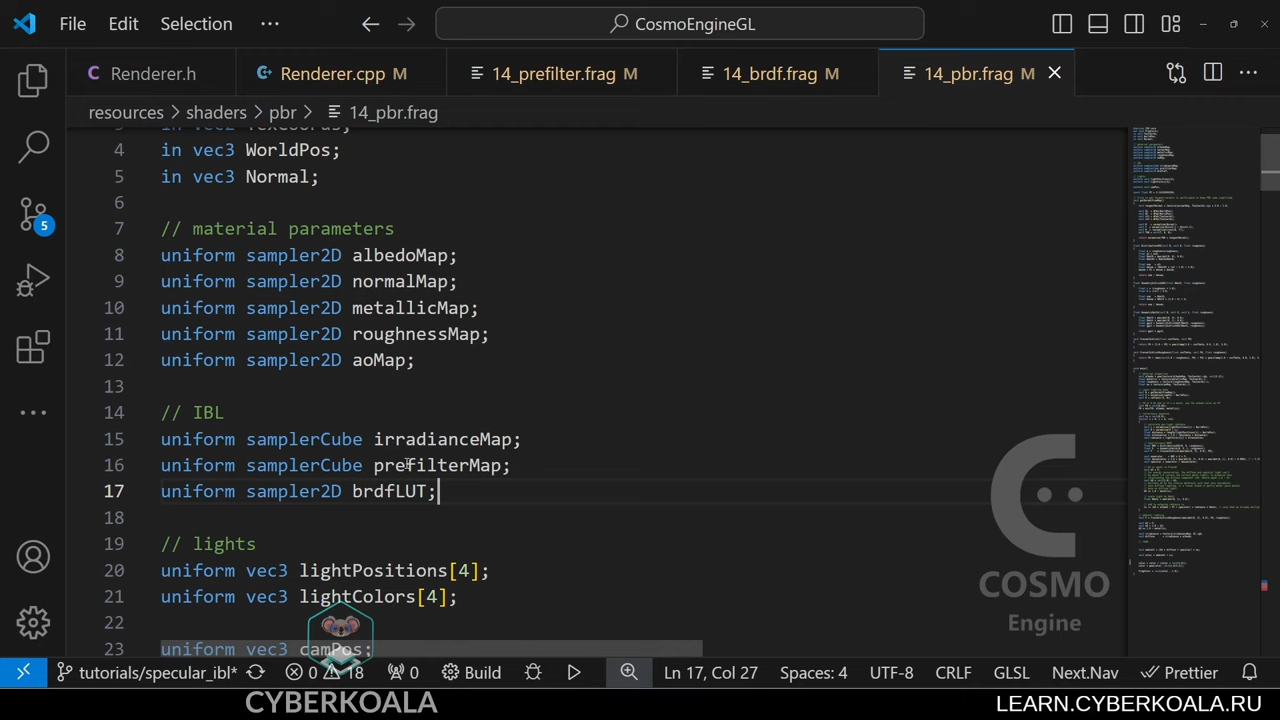 File Edit Selection ··· CosmoEngineGL
Renderer.h Renderer.cpp M 14_prefilter.frag M 14_brdf.frag M 14_pbr.frag M
resources > shaders > pbr > 14_pbr.frag
4 in vec3 WorldPos;
5 in vec3 Normal;
6
7 // material parameters
8 uniform sampler2D albedoMap;
9 uniform sampler2D normalMap;
10 uniform sampler2D metallicMap;
11 uniform sampler2D roughnessMap;
12 uniform sampler2D aoMap;
13
14 // IBL
15 uniform samplerCube irradianceMap;
16 uniform samplerCube prefilterMap;
17 uniform sampler2D brdfLUT;
18
19 // lights
20 uniform vec3 lightPositions[4];
21 uniform vec3 lightColors[4];
22
23 uniform vec3 camPos;
5
COSMO
Engine
tutorials/specular_ibl* 0 18 0 Build Ln 17, Col 27 Spaces: 4 UTF-8 CRLF GLSL Next.Nav Prettier
CYBERKOALA LEARN.CYBERKOALA.RU